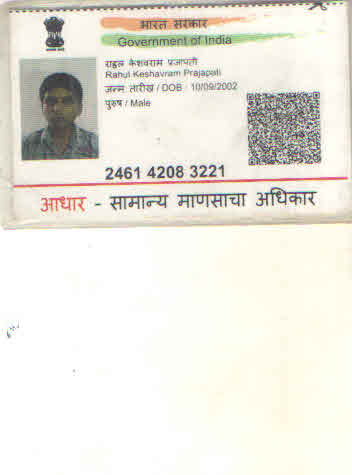 भारत सरकार
Government of India
राहुल केशवराम प्रजापती
Rahul Keshavram Prajapati
जन्म तारीख / DOB : 10/09/2002
पुरुष / Male
2461 4208 3221
आधार - सामान्य माणसाचा अधिकार